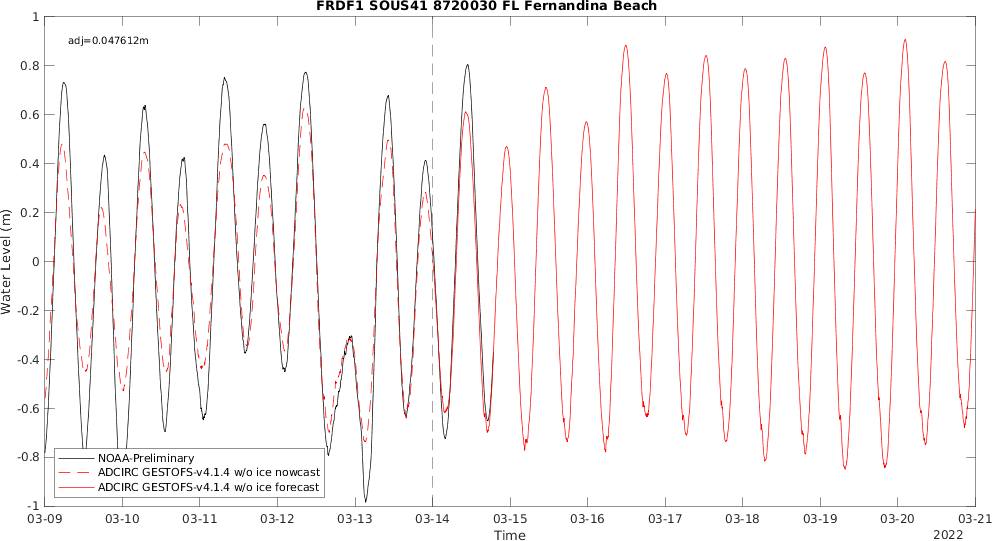 FRDF1 SOUS41 8720030 FL Fernandina Beach
adj=0.047612m
Water Level (m)
1
0.8
0.6
0.4
0.2
0
-0.2
-0.4
-0.6
-0.8
-1
NOAA-Preliminary
ADCIRC GESTOFS-v4.1.4 w/o ice nowcast
ADCIRC GESTOFS-v4.1.4 w/o ice forecast
03-09 03-10 03-11 03-12 03-13 03-14 03-15 03-16 03-17 03-18 03-19 03-20 03-21
Time
2022